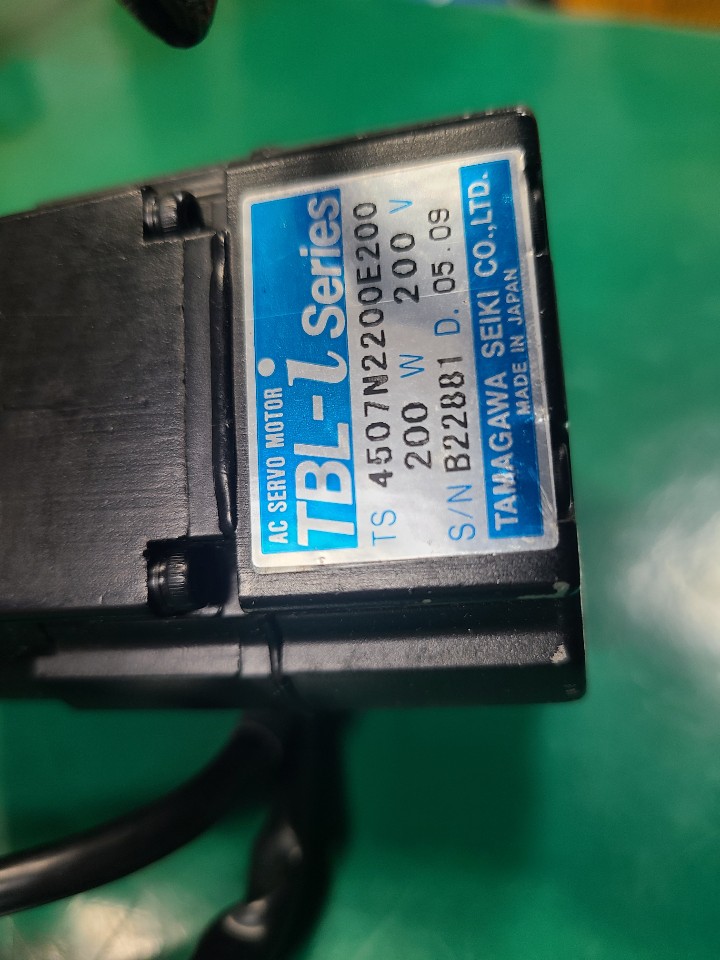 AC SERVO MOTOR
TBL-i Series
TS 4507N2200E200
200 W 200 V
S/N B22881 D. 05.09
TAMAGAWA SEIKI CO.,LTD.
MADE IN JAPAN